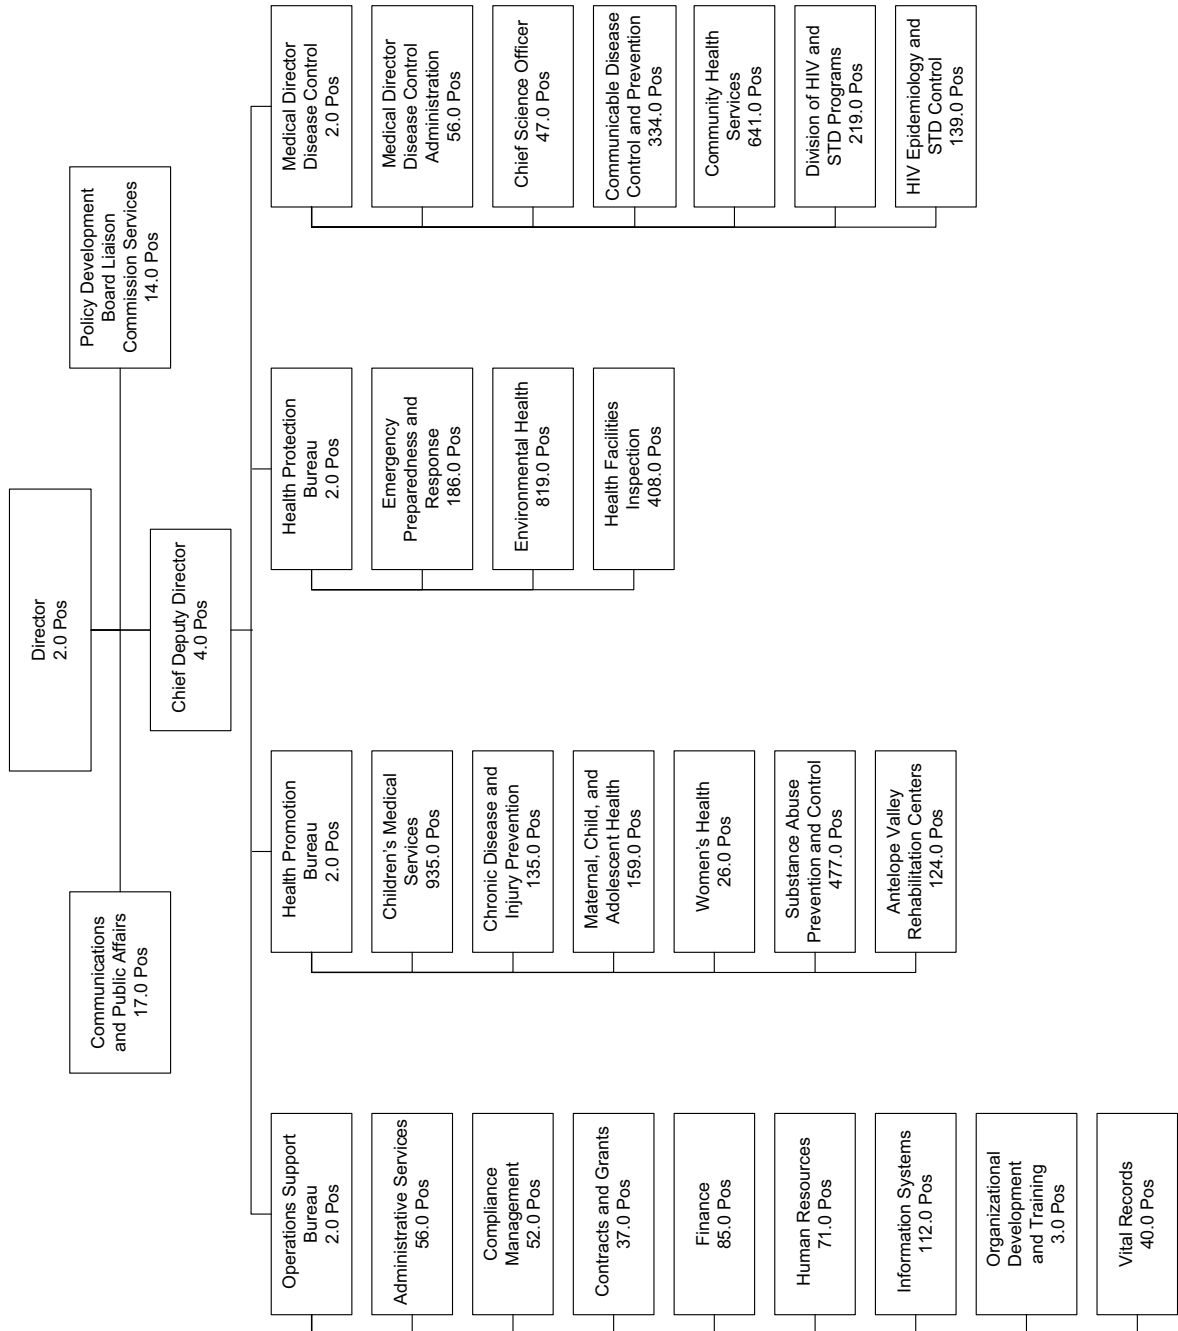 Director
2.0 Pos
Communications
and Public Affairs
17.0 Pos
Policy Development
Board Liaison
Commission Services
14.0 Pos
Chief Deputy Director
4.0 Pos
Operations Support
Bureau
2.0 Pos
Administrative Services
56.0 Pos
Compliance
Management
52.0 Pos
Contracts and Grants
37.0 Pos
Finance
85.0 Pos
Human Resources
71.0 Pos
Information Systems
112.0 Pos
Organizational
Development
and Training
3.0 Pos
Vital Records
40.0 Pos
Health Promotion
Bureau
2.0 Pos
Children's Medical
Services
935.0 Pos
Chronic Disease and
Injury Prevention
135.0 Pos
Maternal, Child, and
Adolescent Health
159.0 Pos
Women's Health
26.0 Pos
Substance Abuse
Prevention and Control
477.0 Pos
Antelope Valley
Rehabilitation Centers
124.0 Pos
Health Protection
Bureau
2.0 Pos
Emergency
Preparedness and
Response
186.0 Pos
Environmental Health
819.0 Pos
Health Facilities
Inspection
408.0 Pos
Medical Director
Disease Control
2.0 Pos
Medical Director
Disease Control
Administration
56.0 Pos
Chief Science Officer
47.0 Pos
Communicable Disease
Control and Prevention
334.0 Pos
Community Health
Services
641.0 Pos
Division of HIV and
STD Programs
219.0 Pos
HIV Epidemiology and
STD Control
139.0 Pos